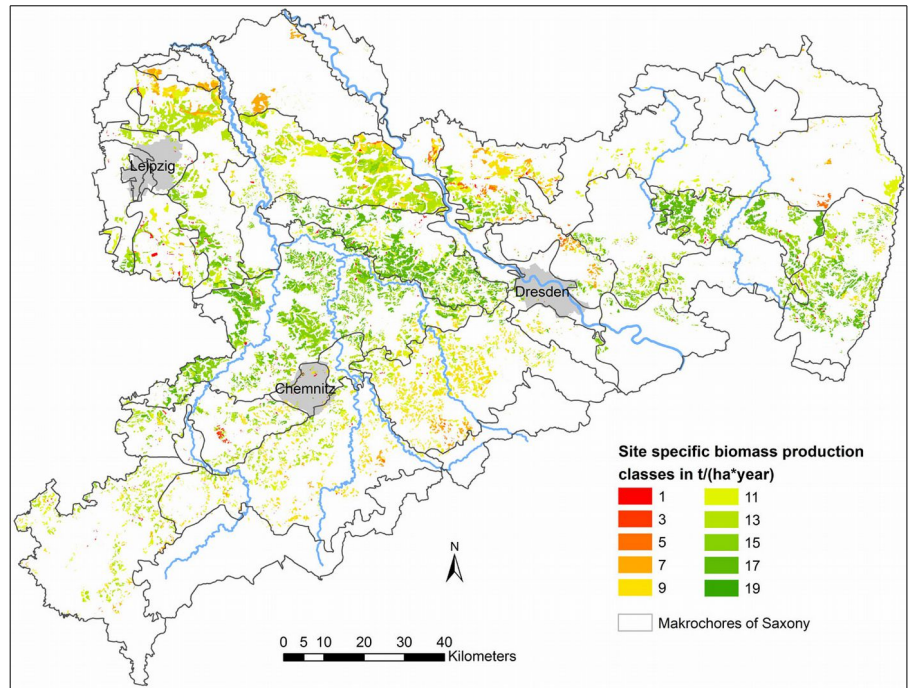 Leipzig
Dresden
Chemnitz
Site specific biomass production
classes in t/(ha*year)
1 11
3 13
5 15
7 17
9 19
Makrochores of Saxony
N
0 5 10 20 30 40
Kilometers